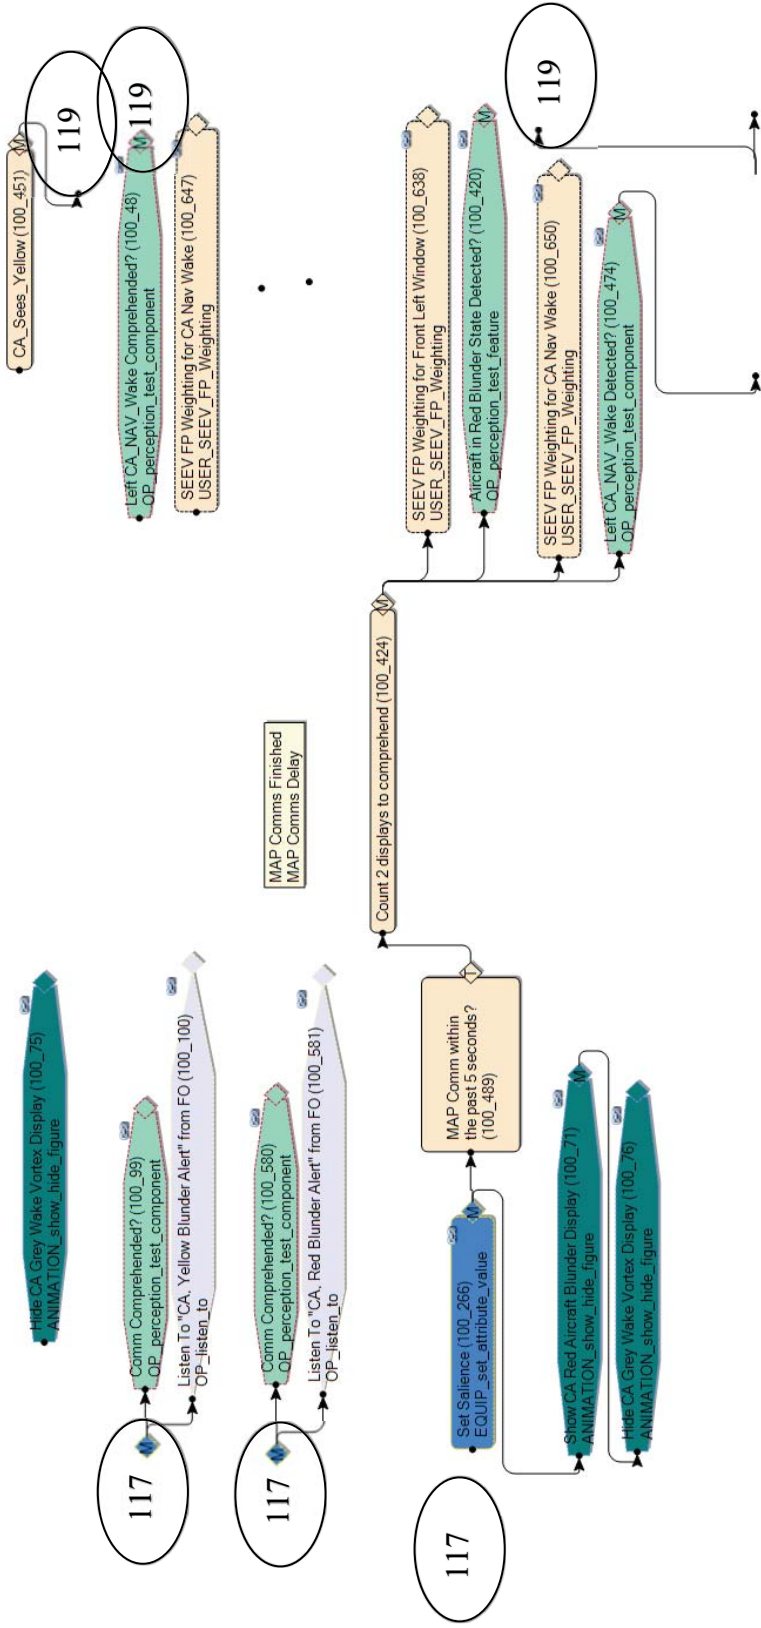 Hide CA Grey Wake Vortex Display (100_75)
ANIMATION_show_hide_figure
117
M
Comm Comprehended? (100_99)
OP_perception_test_component
Listen To "CA, Yellow Blunder Alert" from FO (100_100)
OP_listen_to
117
M
Comm Comprehended? (100_580)
OP_perception_test_component
Listen To "CA, Red Blunder Alert" from FO (100_581)
OP_listen_to
117
Set Salience (100_266)
EQUIP_set_attribute_value
M
MAP Comm within
the past 5 seconds?
(100_489)
Show CA Red Aircraft Blunder Display (100_71)
ANIMATION_show_hide_figure
M
Hide CA Grey Wake Vortex Display (100_76)
ANIMATION_show_hide_figure
MAP Comms Finished
MAP Comms Delay
Count 2 displays to comprehend (100_424)
M
CA_Sees_Yellow (100_451)
M
119
Left CA_NAV_Wake Comprehended? (100_48)
OP_perception_test_component
M
119
SEEV FP Weighting for CA Nav Wake (100_647)
USER_SEEV_FP_Weighting
SEEV FP Weighting for Front Left Window (100_638)
USER_SEEV_FP_Weighting
Aircraft in Red Blunder State Detected? (100_420)
OP_perception_test_feature
M
119
SEEV FP Weighting for CA Nav Wake (100_650)
USER_SEEV_FP_Weighting
Left CA_NAV_Wake Detected? (100_474)
OP_perception_test_component
M